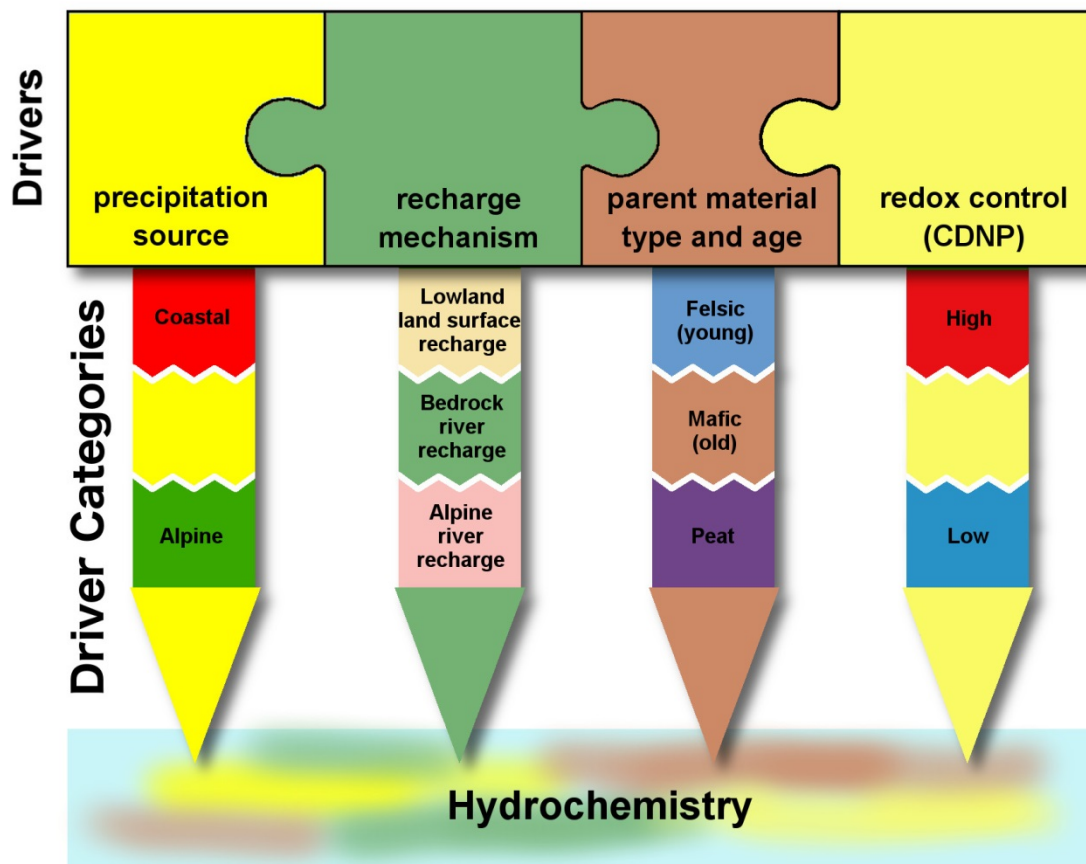 Drivers
precipitation
source
recharge
mechanism
parent material
type and age
redox control
(CDNP)
Driver Categories
Coastal
Alpine
Lowland
land surface
recharge
Bedrock
river
recharge
Alpine
river
recharge
Felsic
(young)
Mafic
(old)
Peat
High
Low
Hydrochemistry